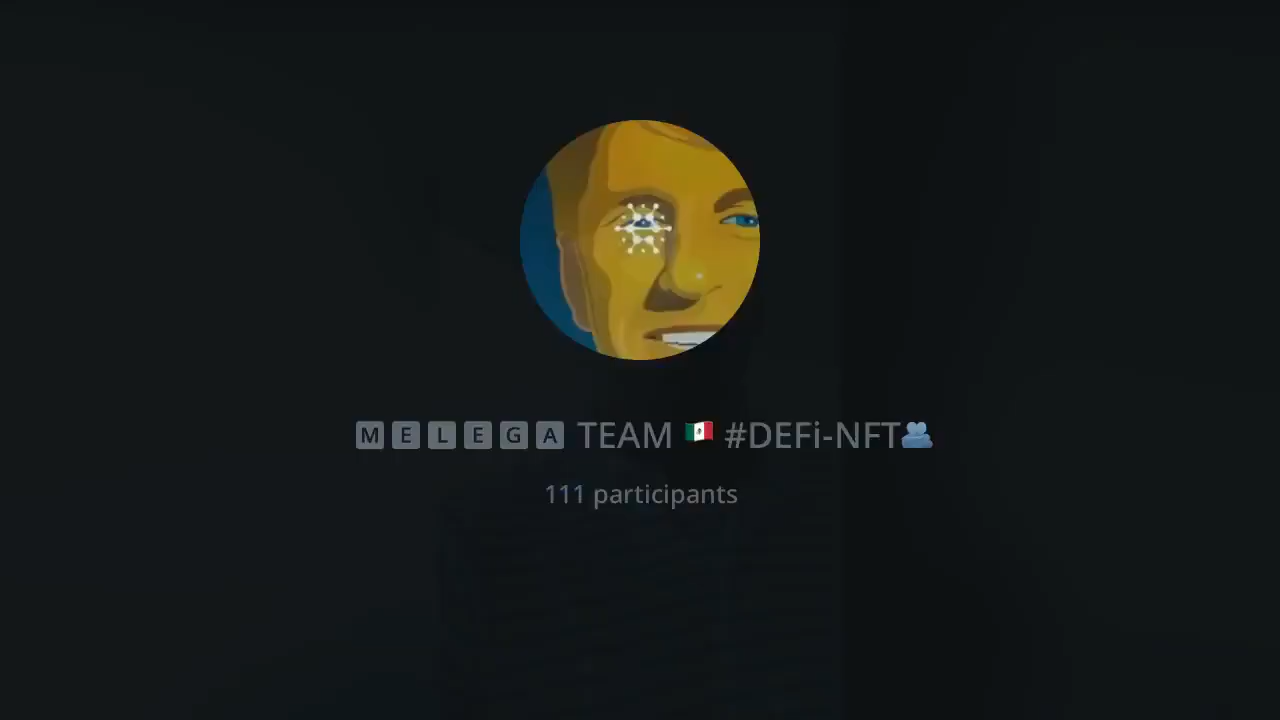 🄼🄴🄻🄴🄶🄰 TEAM 🇲🇽 #DEFi-NFT👥
111 participants